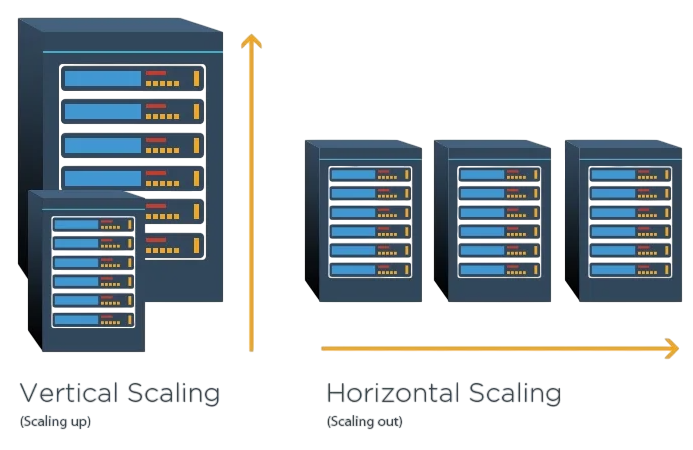 Vertical Scaling
(Scaling up)
Horizontal Scaling
(Scaling out)